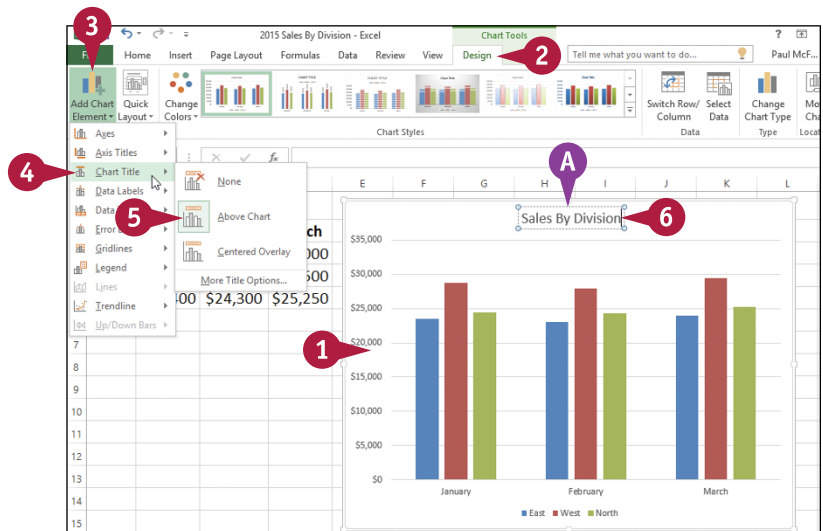 3
2015 Sales By Division - Excel
Chart Tools
?
Home Insert Page Layout Formulas Data Review View Design
2
Tell me what you want to do...
Paul McF...
Add Chart Element
Quick Layout
Change Colors
Chart Styles
Switch Row/ Column
Select Data
Data
Change Chart Type
Type
Axes
Axis Titles
Chart Title
Data Labels
Data
Gridlines
Legend
Lines
Trendline
Up/Down Bars
4
None
Above Chart
Centered Overlay
More Title Options...
5
fx
E F G H I J K L
A
Sales By Division
6
ch
000
500
400 $24,300 $25,250
7
8
9
10
11
12
13
14
15
1
$35,000
$30,000
$25,000
$20,000
$15,000
$10,000
$5,000
$0
January February March
East West North